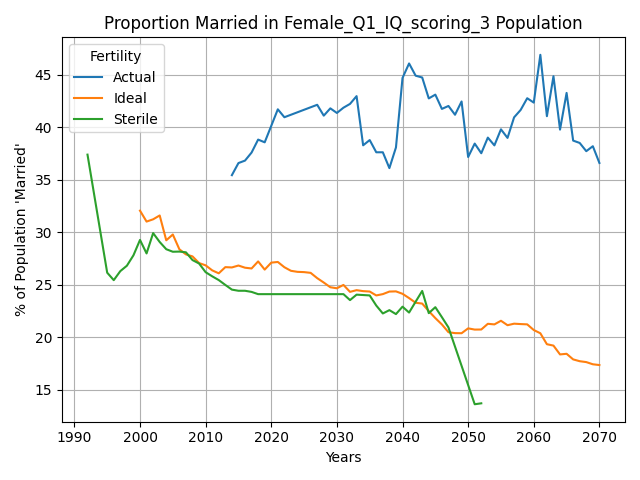 Proportion Married in Female_Q1_IQ_scoring_3 Population
Fertility
Actual
Ideal
Sterile
% of Population 'Married'
45
40
35
30
25
20
15
1990 2000 2010 2020 2030 2040 2050 2060 2070
Years